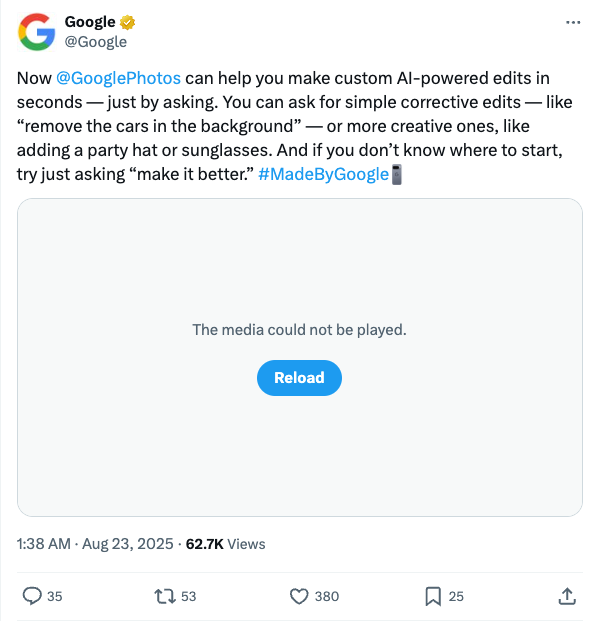 Google
@Google
Now @GooglePhotos can help you make custom AI-powered edits in
seconds — just by asking. You can ask for simple corrective edits — like
“remove the cars in the background” — or more creative ones, like
adding a party hat or sunglasses. And if you don’t know where to start,
try just asking “make it better.” #MadeByGoogle
The media could not be played.
Reload
1:38 AM · Aug 23, 2025 · 62.7K Views
35 53 380 25